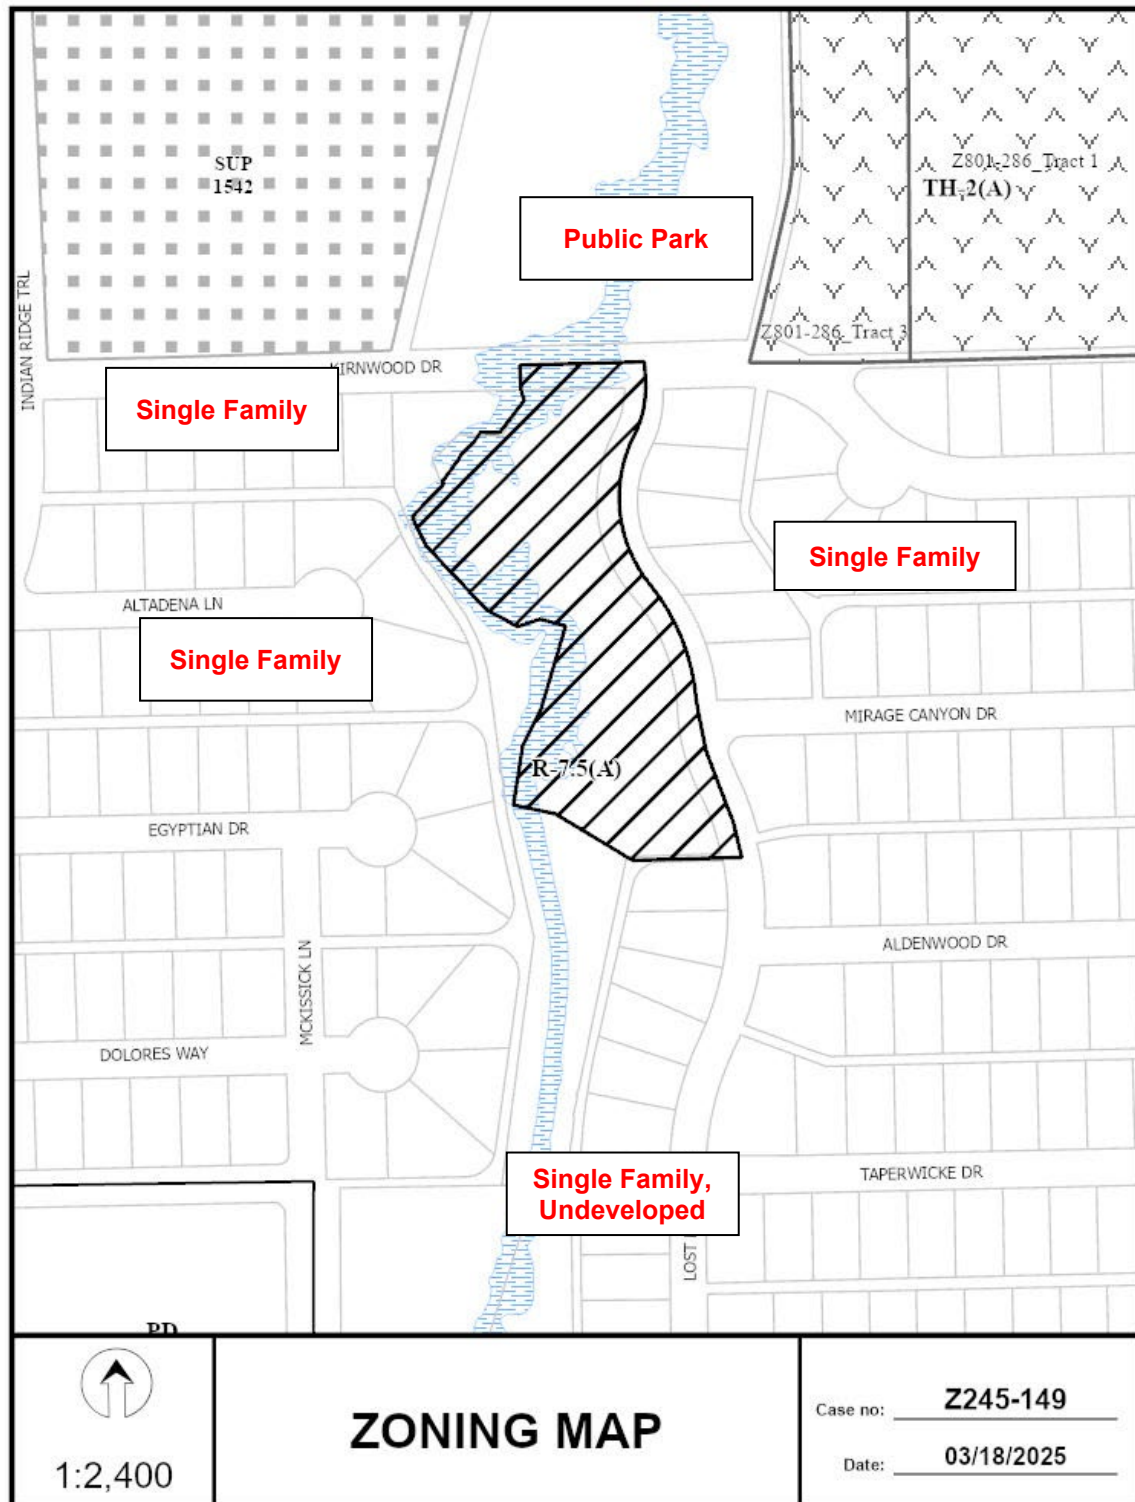 SUP
1542
Z801-286_Tract 1
TH-2(A)
Public Park
INDIAN RIDGE TRL
Z801-286_Tract 3
KIRNWOOD DR
Single Family
Single Family
ALTADENA LN
Single Family
MIRAGE CANYON DR
R-7.5(A)
EGYPTIAN DR
MCKISSICK LN
ALDENWOOD DR
DOLORES WAY
Single Family,
Undeveloped
TAPERWICKE DR
LOST
PD
1:2,400
ZONING MAP
Case no: Z245-149
Date: 03/18/2025